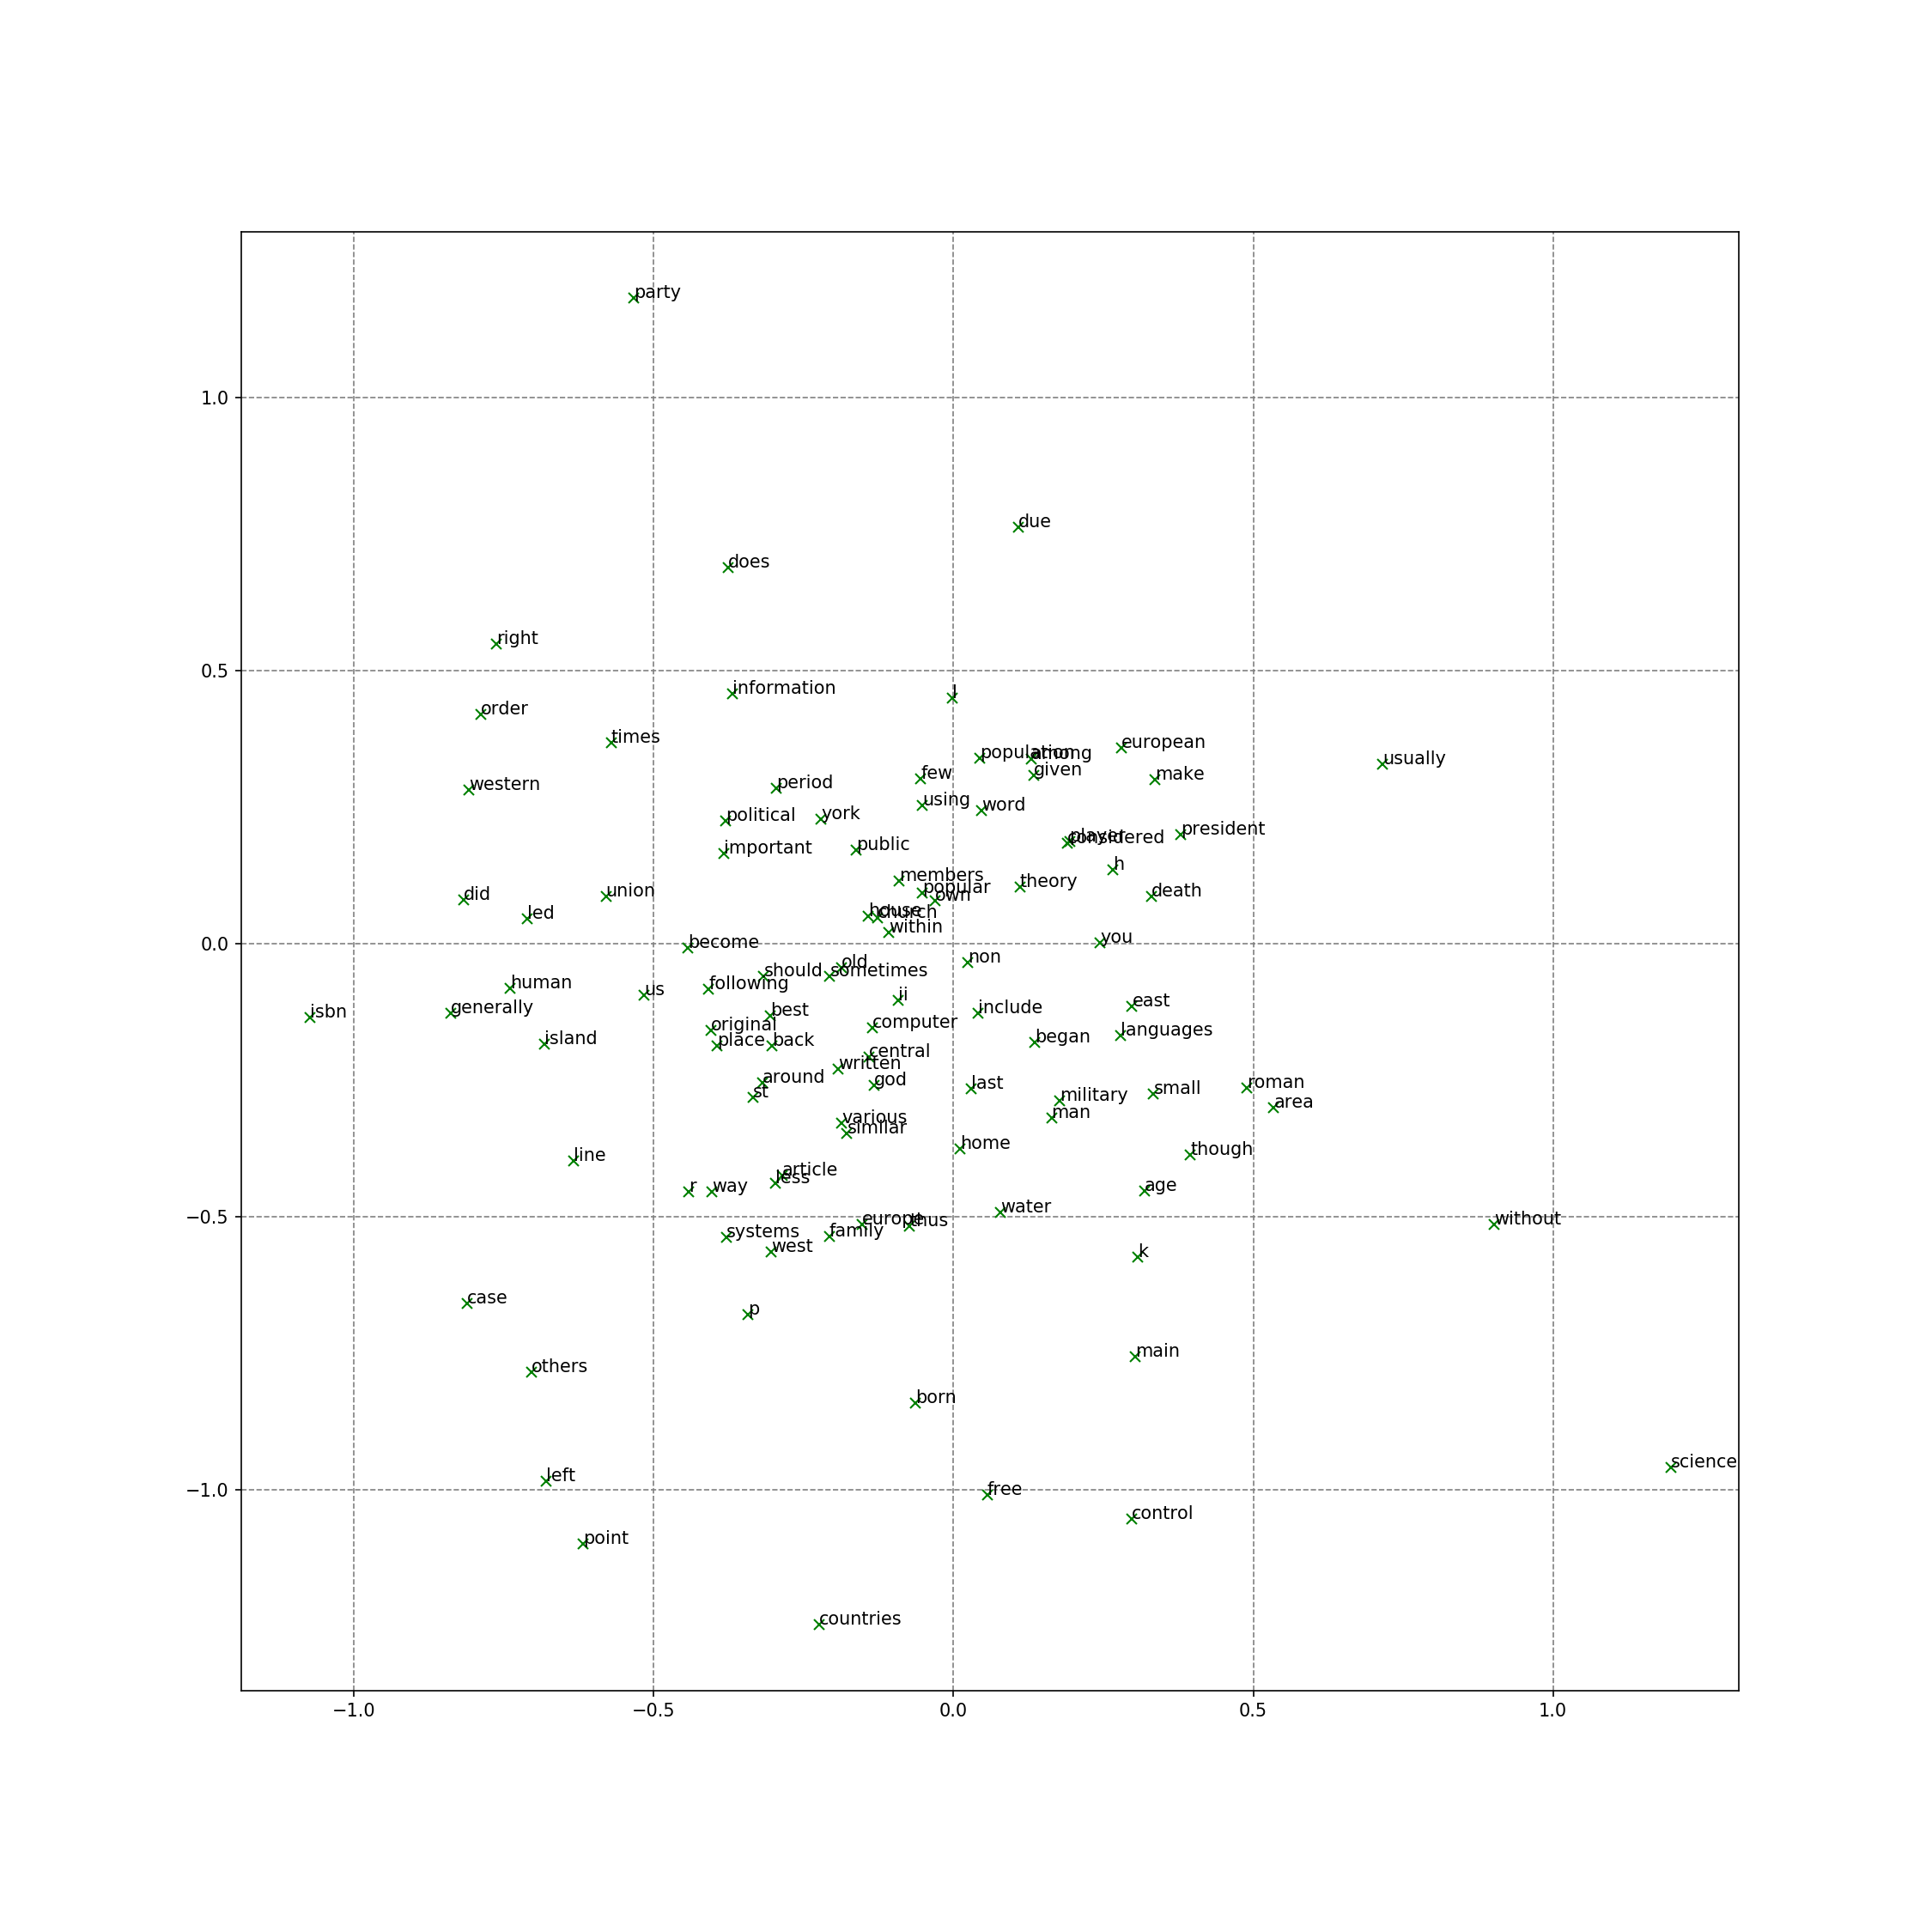 party
1.0
due
does
right
0.5
information
order
times
european
population
among
usually
given
few
make
western
period
using
word
political
york
president
player
considered
public
important
h
members
theory
popular
death
union
did
own
house
church
led
within
0.0
you
become
non
old
should
sometimes
human
following
us
ii
east
include
generally
isbn
best
computer
original
languages
island
place
back
began
central
written
around
god
last
roman
small
st
military
area
man
various
similar
home
though
line
article
less
r
way
age
water
−0.5
europe
thus
without
systems
family
west
k
case
p
main
others
born
science
left
−1.0
free
control
point
countries
−1.0
−0.5
0.0
0.5
1.0